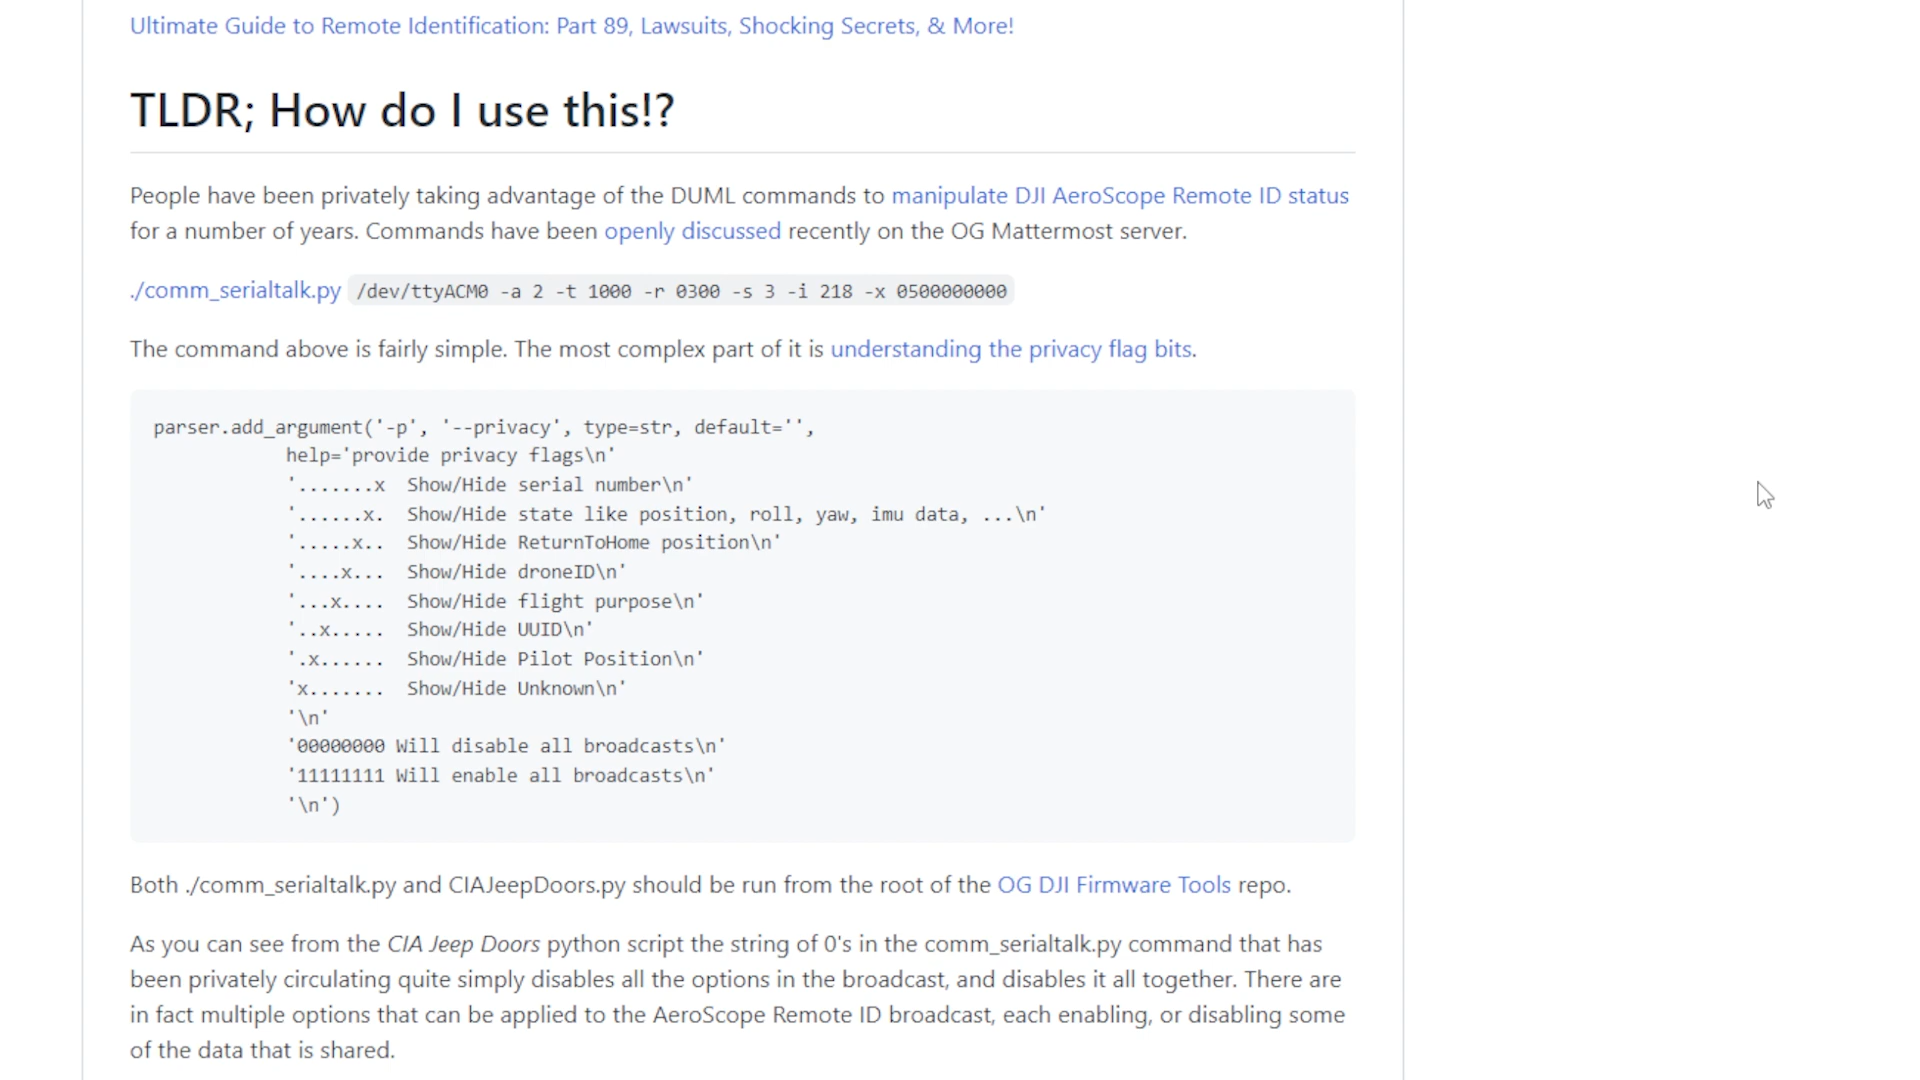 Ultimate Guide to Remote Identification: Part 89, Lawsuits, Shocking Secrets, & More!
TLDR; How do I use this!?
People have been privately taking advantage of the DUML commands to manipulate DJI AeroScope Remote ID status
for a number of years. Commands have been openly discussed recently on the OG Mattermost server.
./comm_serialtalk.py /dev/ttyACM0 -a 2 -t 1000 -r 0300 -s 3 -i 218 -x 0500000000
The command above is fairly simple. The most complex part of it is understanding the privacy flag bits.
parser.add_argument('-p', '--privacy', type=str, default='',
help='provide privacy flags\n'
'.......x  Show/Hide serial number\n'
'......x.  Show/Hide state like position, roll, yaw, imu data, ...\n'
'.....x..  Show/Hide ReturnToHome position\n'
'....x...  Show/Hide droneID\n'
'...x....  Show/Hide flight purpose\n'
'..x.....  Show/Hide UUID\n'
'.x......  Show/Hide Pilot Position\n'
'x.......  Show/Hide Unknown\n'
'\n'
'00000000 Will disable all broadcasts\n'
'11111111 Will enable all broadcasts\n'
'\n')
Both ./comm_serialtalk.py and CIAJeepDoors.py should be run from the root of the OG DJI Firmware Tools repo.
As you can see from the CIA Jeep Doors python script the string of 0's in the comm_serialtalk.py command that has
been privately circulating quite simply disables all the options in the broadcast, and disables it all together. There are
in fact multiple options that can be applied to the AeroScope Remote ID broadcast, each enabling, or disabling some
of the data that is shared.